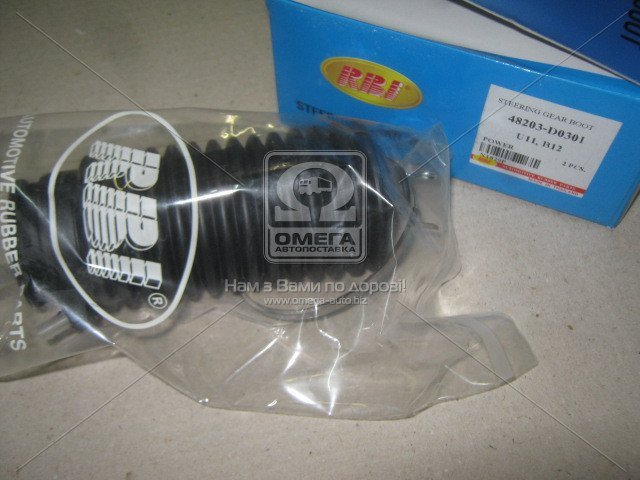 RBI
STEERING GEAR BOOT
48203-D0301
U11, B12
POWER
2 PCS.
RBI
®
AUTOMOTIVE RUBBER PARTS
ОМЕГА
АВТОПОСТАВКА
Нам з Вами по дорозі!
www.omega-auto.biz